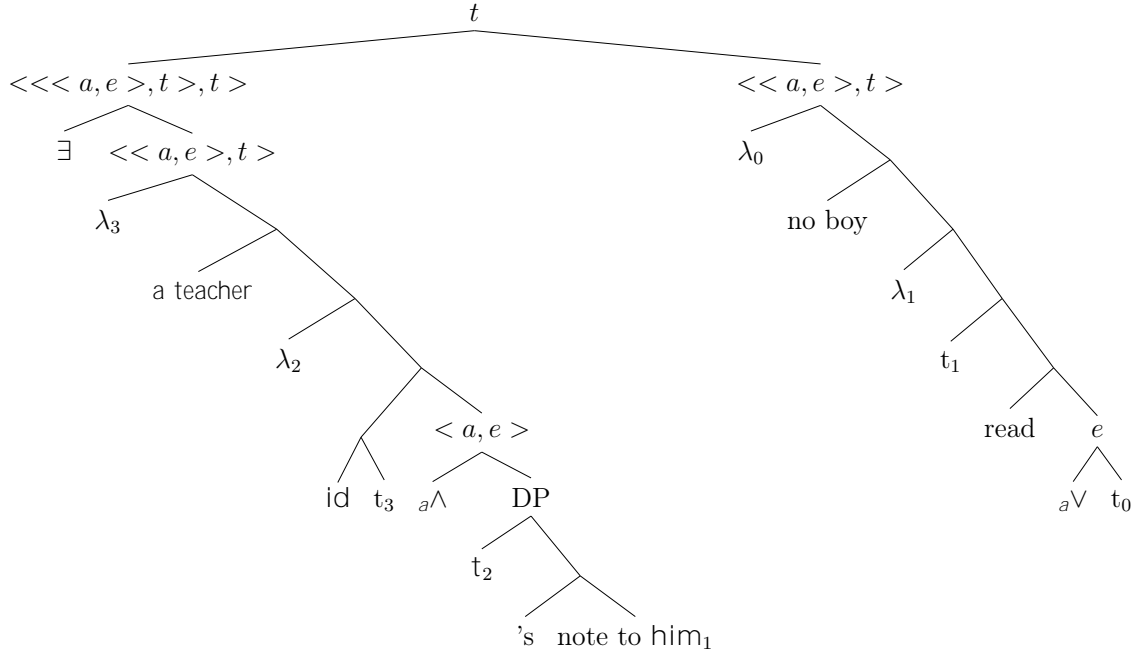 t
<<< a, e >, t >, t > << a, e >, t >
∃ << a, e >, t > λ₀
λ₃ no boy
a teacher λ₁
λ₂ t₁
< a, e > read e
id t₃ ₐ∧ DP ₐ∨ t₀
t₂
's note to him₁